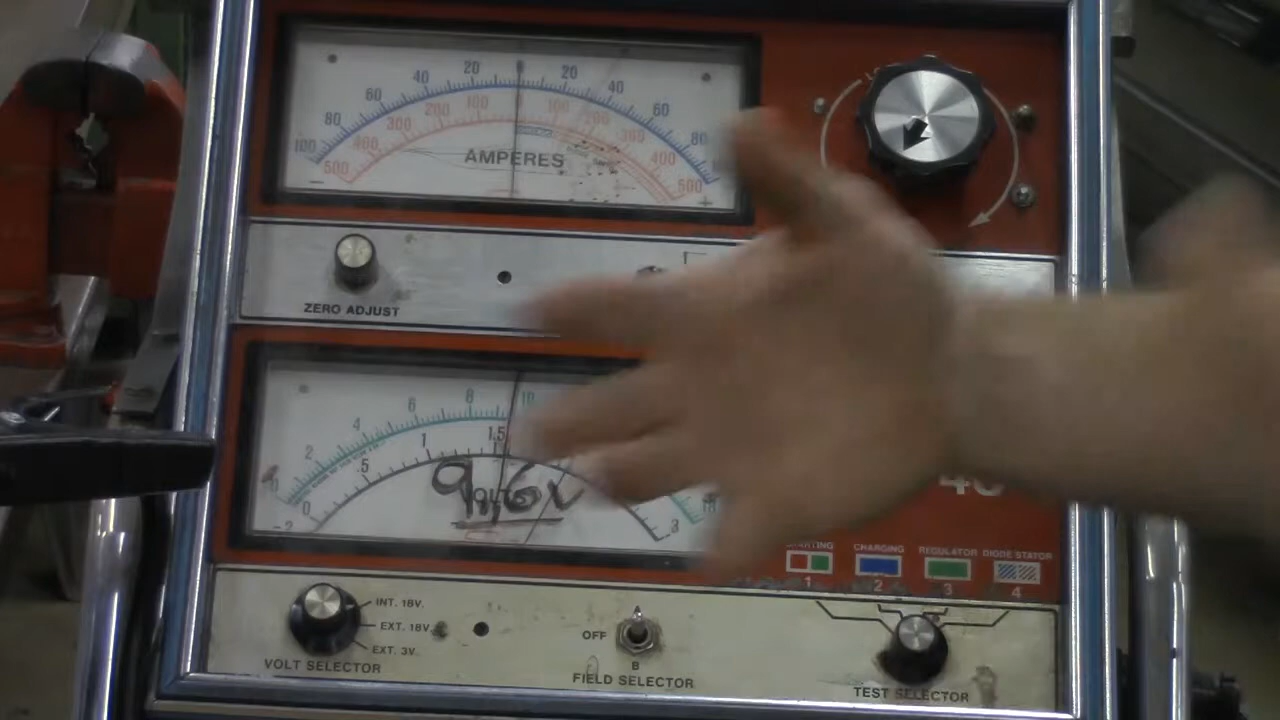 20 0 20
40 40
60 60
80 80
100
100 100
200 200
300 300
400 400
500 500
AMPERES
- +
ZERO ADJUST
0 2 4 6 8 10 18
0 .5 1 1.5 3
9.6V
CHARGING REGULATOR DIODE STATOR
1 2 3 4
INT. 18V.
EXT. 18V.
EXT. 3V.
VOLT SELECTOR
OFF
B
FIELD SELECTOR
TEST SELECTOR